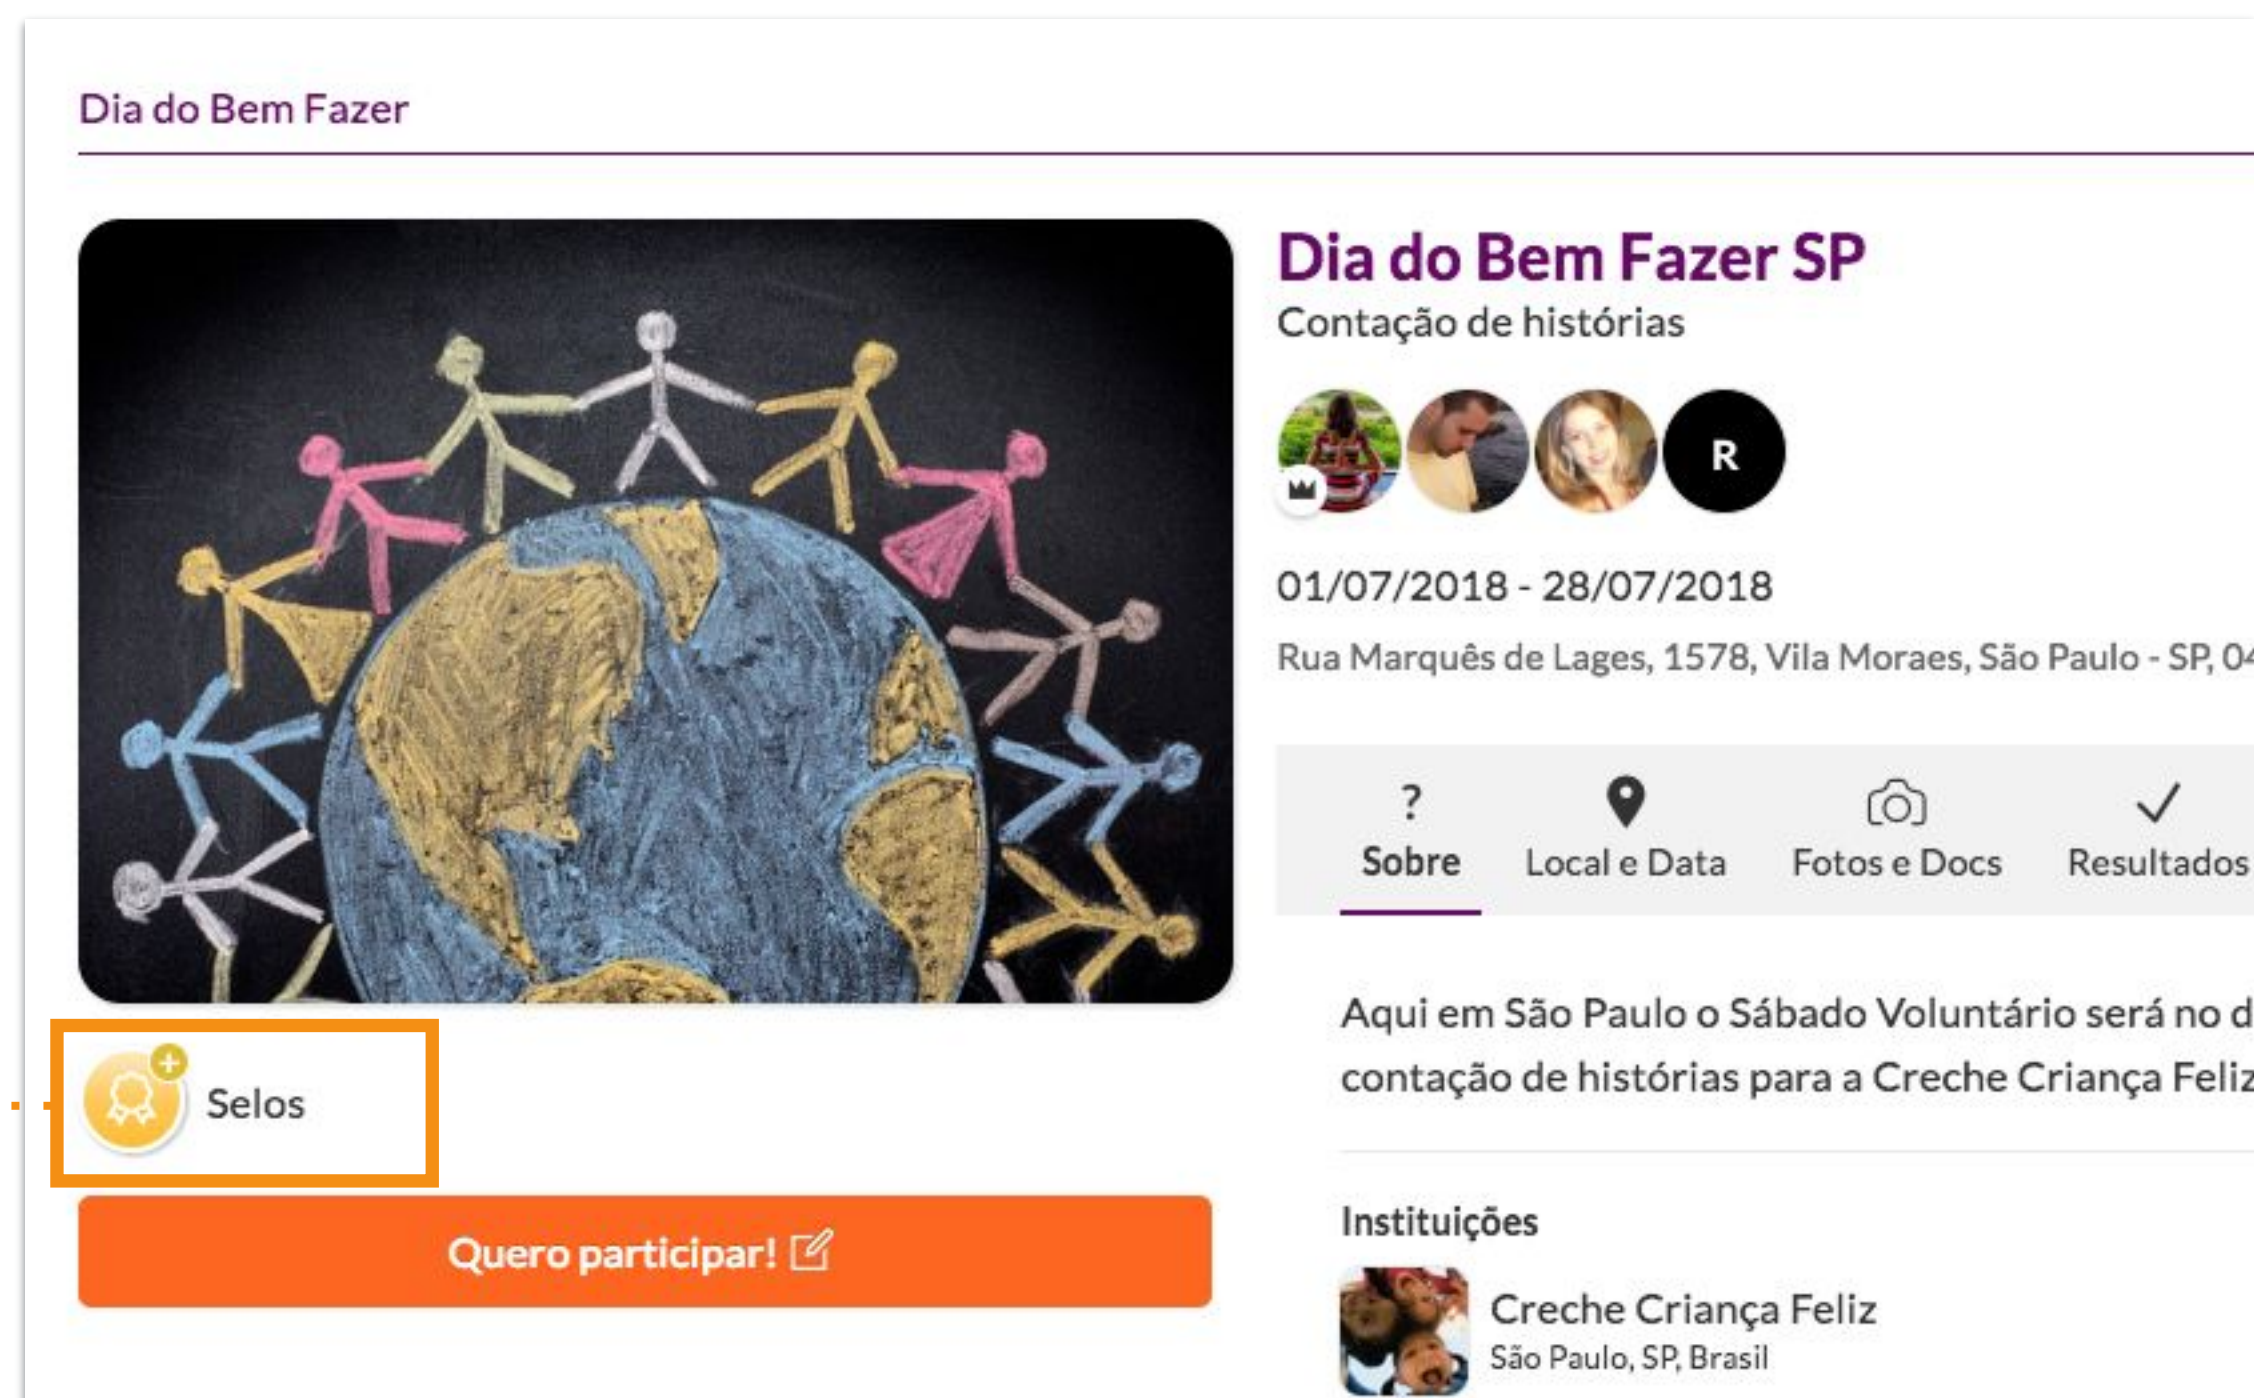 Dia do Bem Fazer
Dia do Bem Fazer SP
Contação de histórias
R
01/07/2018 - 28/07/2018
Rua Marquês de Lages, 1578, Vila Moraes, São Paulo - SP, 04
?
Sobre
Local e Data
Fotos e Docs
Resultados
Aqui em São Paulo o Sábado Voluntário será no d
contação de histórias para a Creche Criança Feliz
Selos
Quero participar!
Instituições
Creche Criança Feliz
São Paulo, SP, Brasil